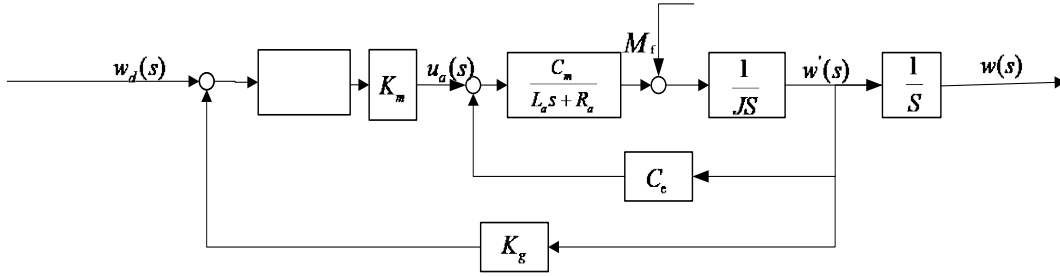 M_f
w_d(s)
K_m
u_a(s)
C_m
L_a s + R_a
1
JS
w'(s)
1
S
w(s)
C_e
K_g